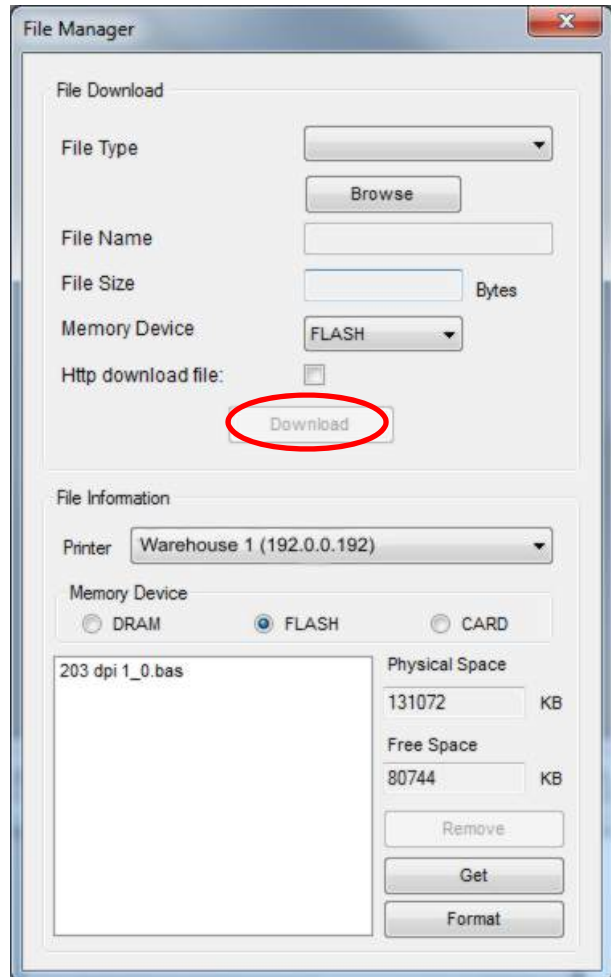 File Manager
File Download
File Type
Browse
File Name
File Size
Bytes
Memory Device
FLASH
Http download file:
Download
File Information
Printer
Warehouse 1 (192.0.0.192)
Memory Device
DRAM
FLASH
CARD
203 dpi 1_0.bas
Physical Space
131072 KB
Free Space
80744 KB
Remove
Get
Format